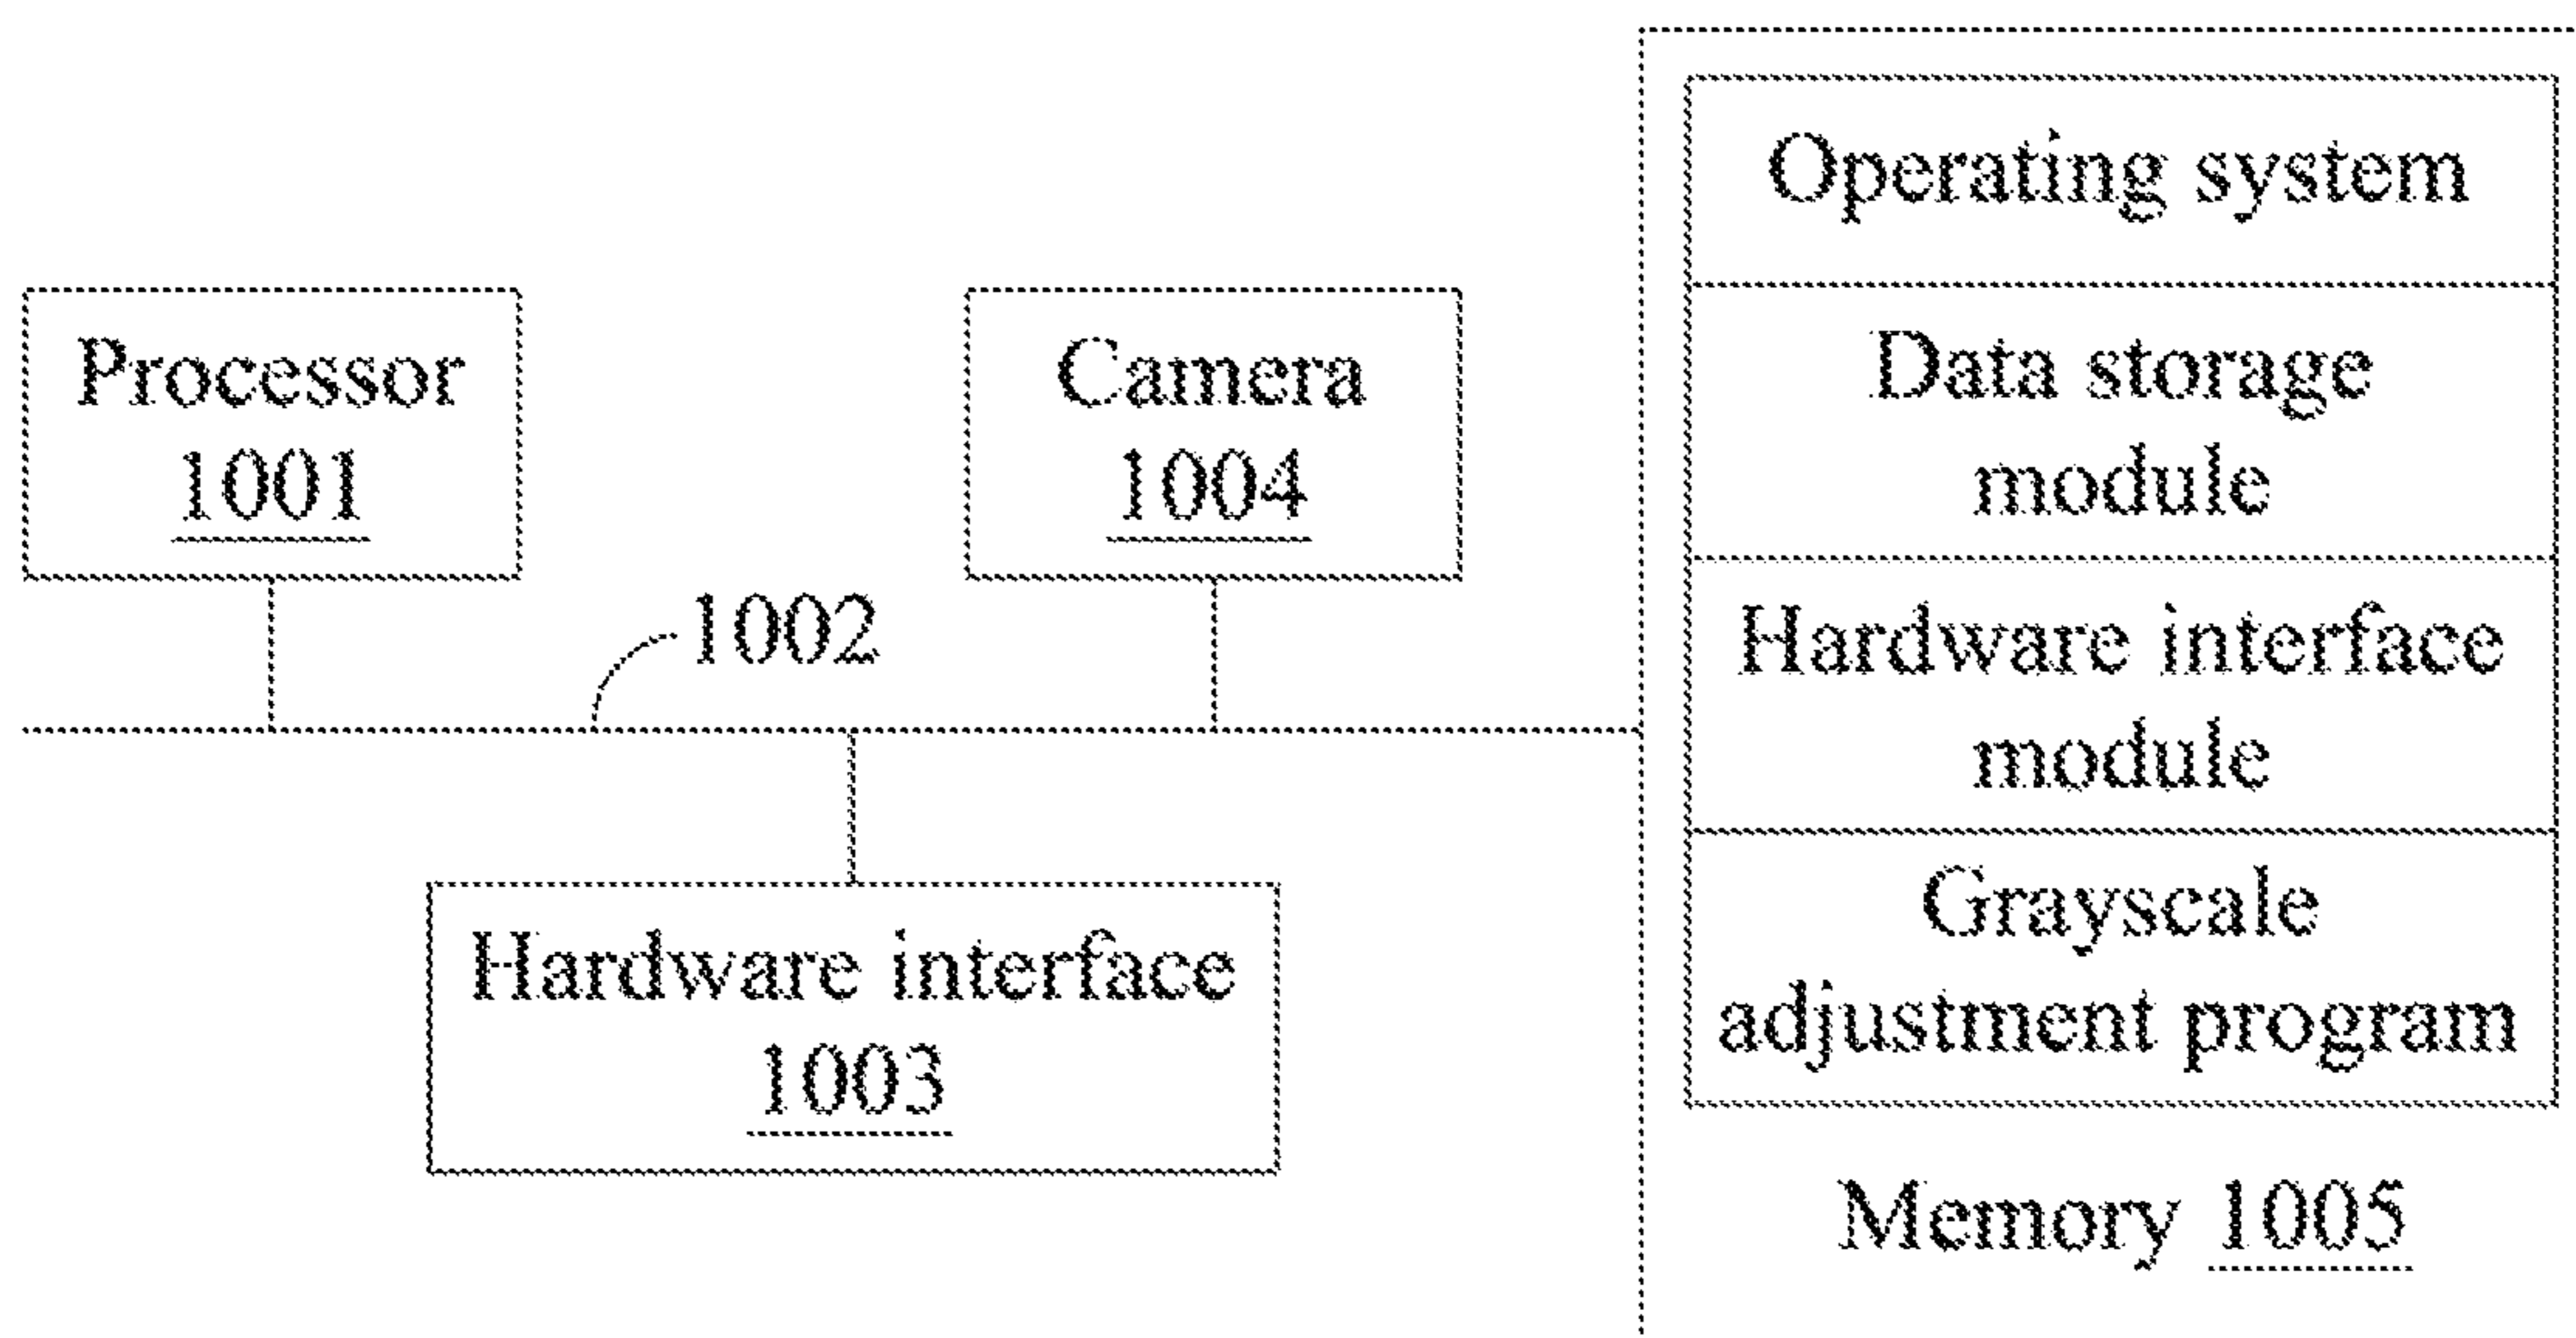 Processor
1001
Camera
1004
1002
Hardware interface
1003
Operating system
Data storage
module
Hardware interface
module
Grayscale
adjustment program
Memory 1005